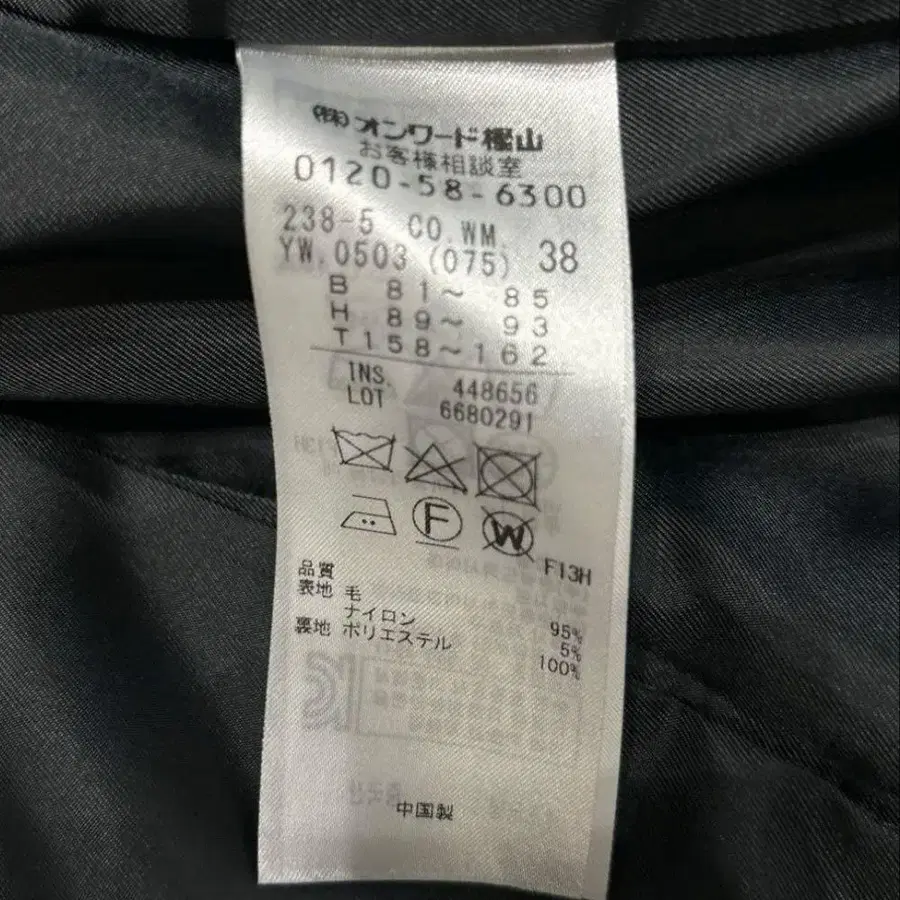 (株)オンワード樫山
お客様相談室
0120-58-6300
238-5 CO.WM. 38
YW.0503 (075)
B 81~ 85
H 89~ 93
T158~162
INS. 448656
LOT 6680291
F
W
F13H
品質
表地 毛 95%
ナイロン 5%
裏地 ポリエステル 100%
中国製